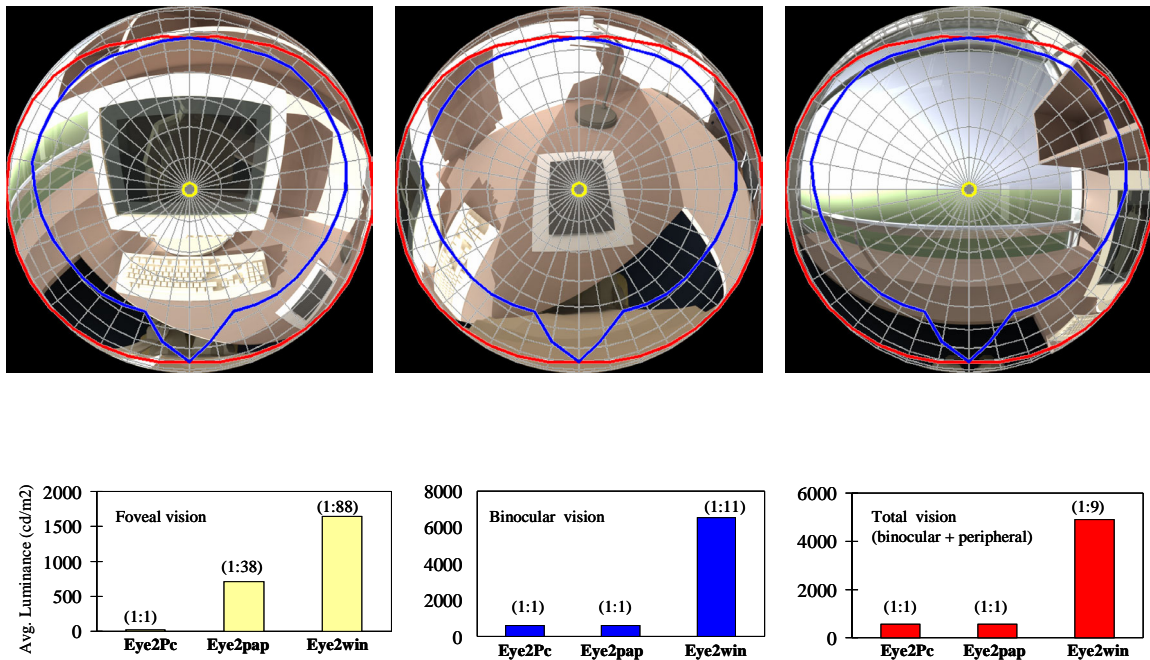 Avg. Luminance (cd/m2)
2000
1500
1000
500
0
Foveal vision
(1:1)
(1:38)
(1:88)
Eye2Pc Eye2pap Eye2win
8000
6000
4000
2000
0
Binocular vision
(1:1)
(1:1)
(1:11)
Eye2Pc Eye2pap Eye2win
6000
4000
2000
0
Total vision
(binocular + peripheral)
(1:1)
(1:1)
(1:9)
Eye2Pc Eye2pap Eye2win